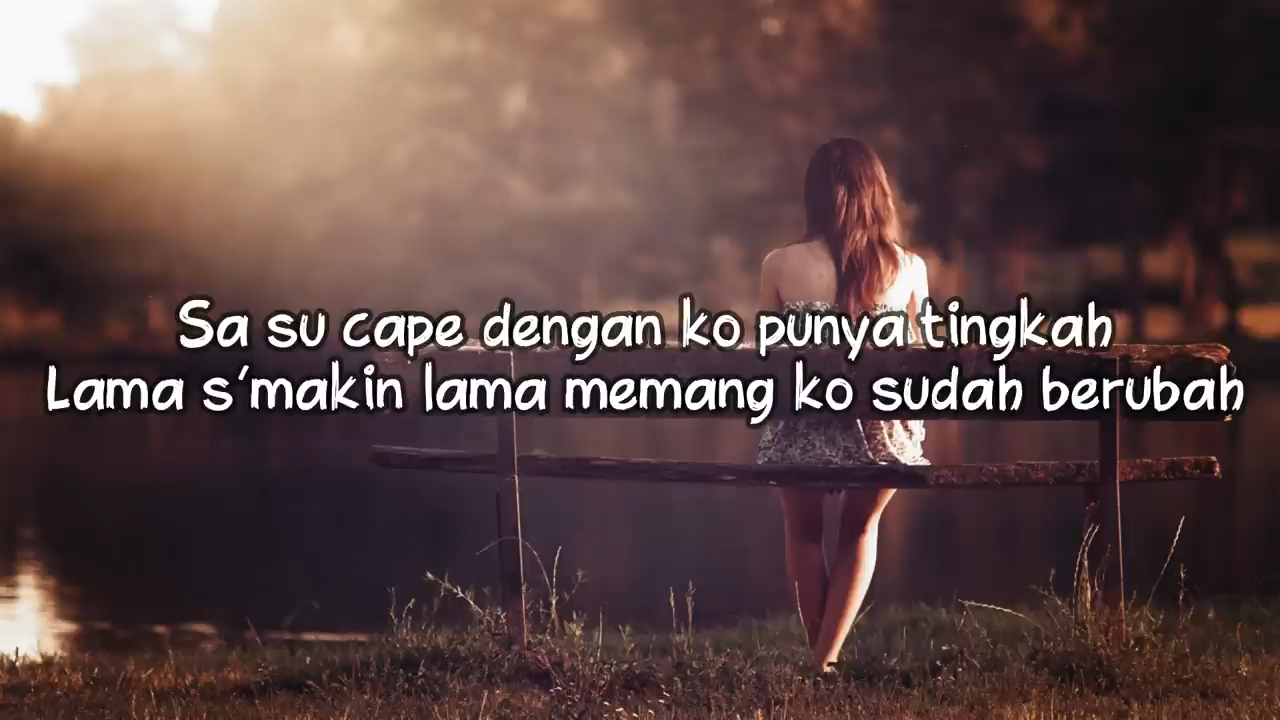 Sa su cape dengan ko punya tingkah
Lama s'makin lama memang ko sudah berubah